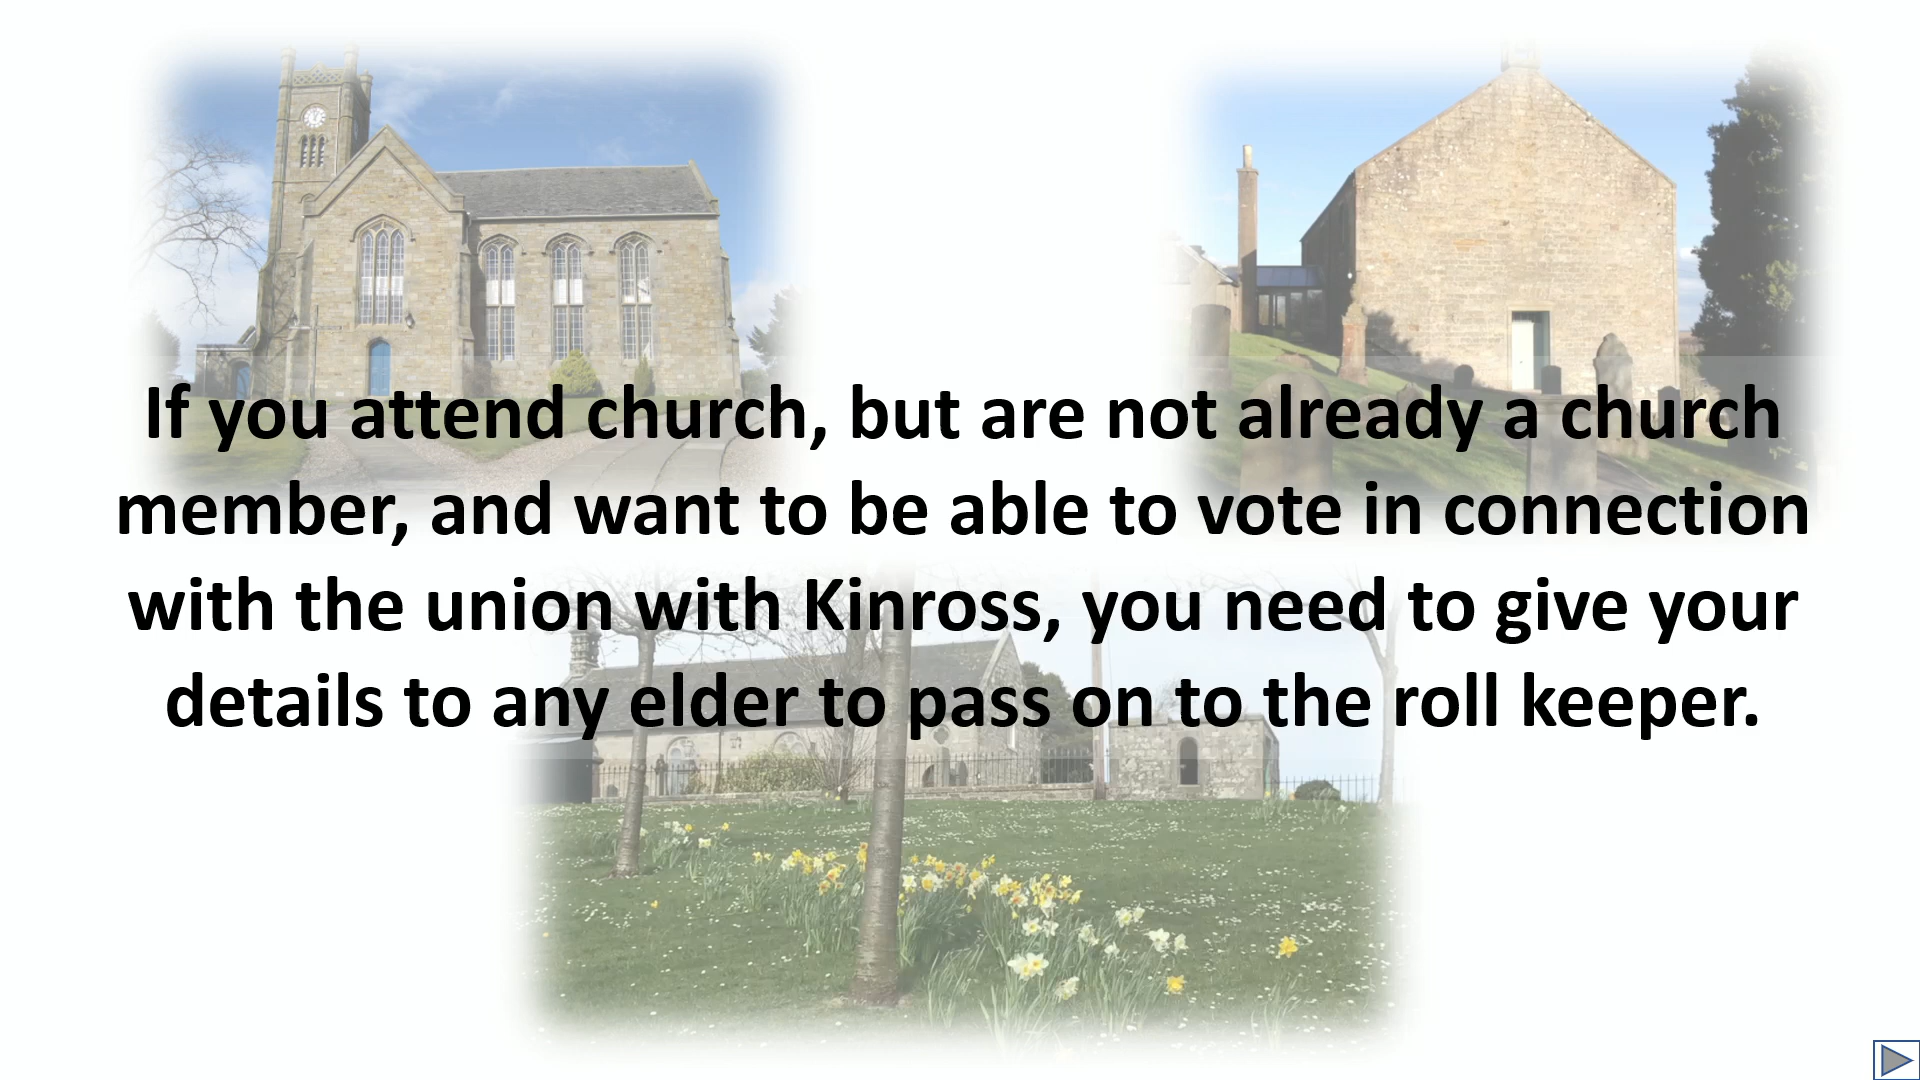 If you attend church, but are not already a church
member, and want to be able to vote in connection
with the union with Kinross, you need to give your
details to any elder to pass on to the roll keeper.